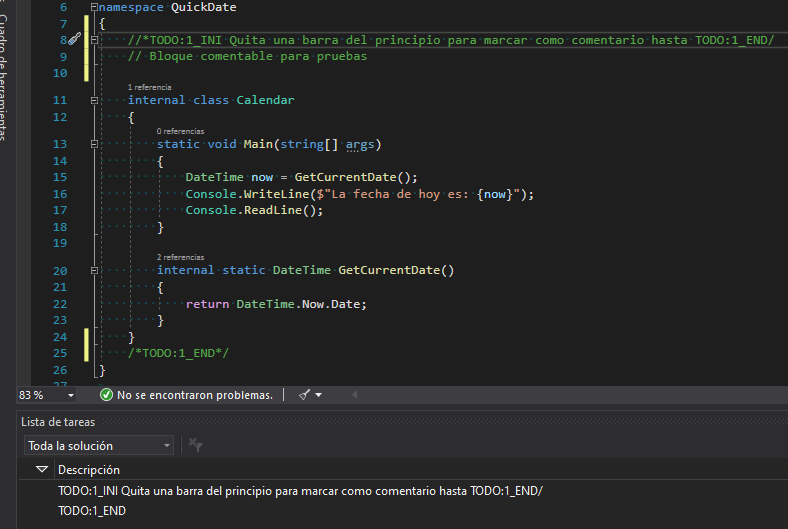 Cuadro de herramientas
6 namespace QuickDate
7 {
8 //*TODO:1_INI Quita una barra del principio para marcar como comentario hasta TODO:1_END/
9 // Bloque comentable para pruebas
10
1 referencia
11 internal class Calendar
12 {
0 referencias
13 static void Main(string[] args)
14 {
15 DateTime now = GetCurrentDate();
16 Console.WriteLine($"La fecha de hoy es: {now}");
17 Console.ReadLine();
18 }
19
2 referencias
20 internal static DateTime GetCurrentDate()
21 {
22 return DateTime.Now.Date;
23 }
24 }
25 /*TODO:1_END*/
26 }
27
83 % No se encontraron problemas.
Lista de tareas
Toda la solución
Descripción
TODO:1_INI Quita una barra del principio para marcar como comentario hasta TODO:1_END/
TODO:1_END